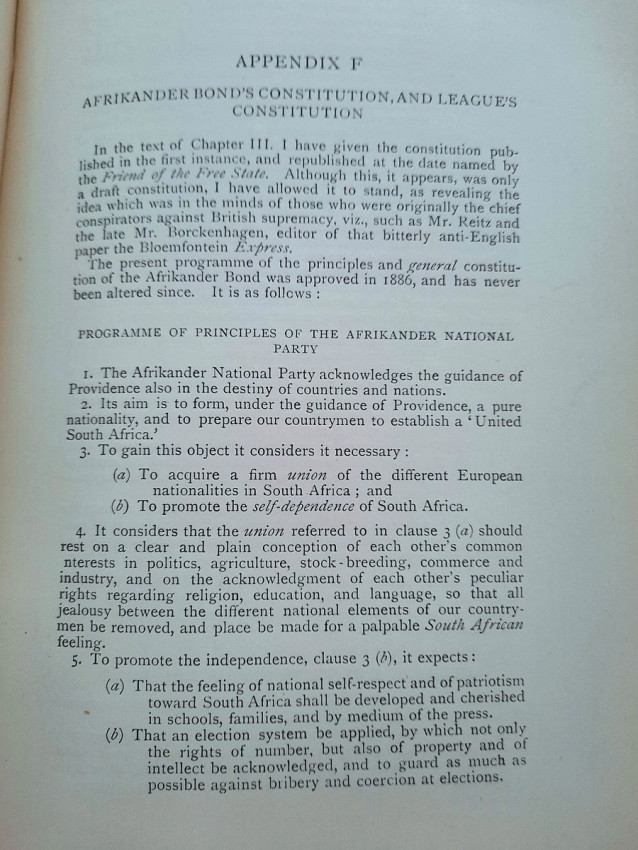 APPENDIX F
AFRIKANDER BOND'S CONSTITUTION, AND LEAGUE'S
CONSTITUTION
In the text of Chapter III. I have given the constitution pub-
lished in the first instance, and republished at the date named by
the Friend of the Free State. Although this, it appears, was only
a draft constitution, I have allowed it to stand, as revealing the
idea which was in the minds of those who were originally the chief
conspirators against British supremacy, viz., such as Mr. Reitz and
the late Mr. Borckenhagen, editor of that bitterly anti-English
paper the Bloemfontein Express.
The present programme of the principles and general constitu-
tion of the Afrikander Bond was approved in 1886, and has never
been altered since. It is as follows :
PROGRAMME OF PRINCIPLES OF THE AFRIKANDER NATIONAL
PARTY
1. The Afrikander National Party acknowledges the guidance of
Providence also in the destiny of countries and nations.
2. Its aim is to form, under the guidance of Providence, a pure
nationality, and to prepare our countrymen to establish a 'United
South Africa.'
3. To gain this object it considers it necessary :
(a) To acquire a firm union of the different European
nationalities in South Africa ; and
(b) To promote the self-dependence of South Africa.
4. It considers that the union referred to in clause 3 (a) should
rest on a clear and plain conception of each other's common
nterests in politics, agriculture, stock-breeding, commerce and
industry, and on the acknowledgment of each other's peculiar
rights regarding religion, education, and language, so that all
jealousy between the different national elements of our country-
men be removed, and place be made for a palpable South African
feeling.
5. To promote the independence, clause 3 (b), it expects :
(a) That the feeling of national self-respect and of patriotism
toward South Africa shall be developed and cherished
in schools, families, and by medium of the press.
(b) That an election system be applied, by which not only
the rights of number, but also of property and of
intellect be acknowledged, and to guard as much as
possible against bribery and coercion at elections.